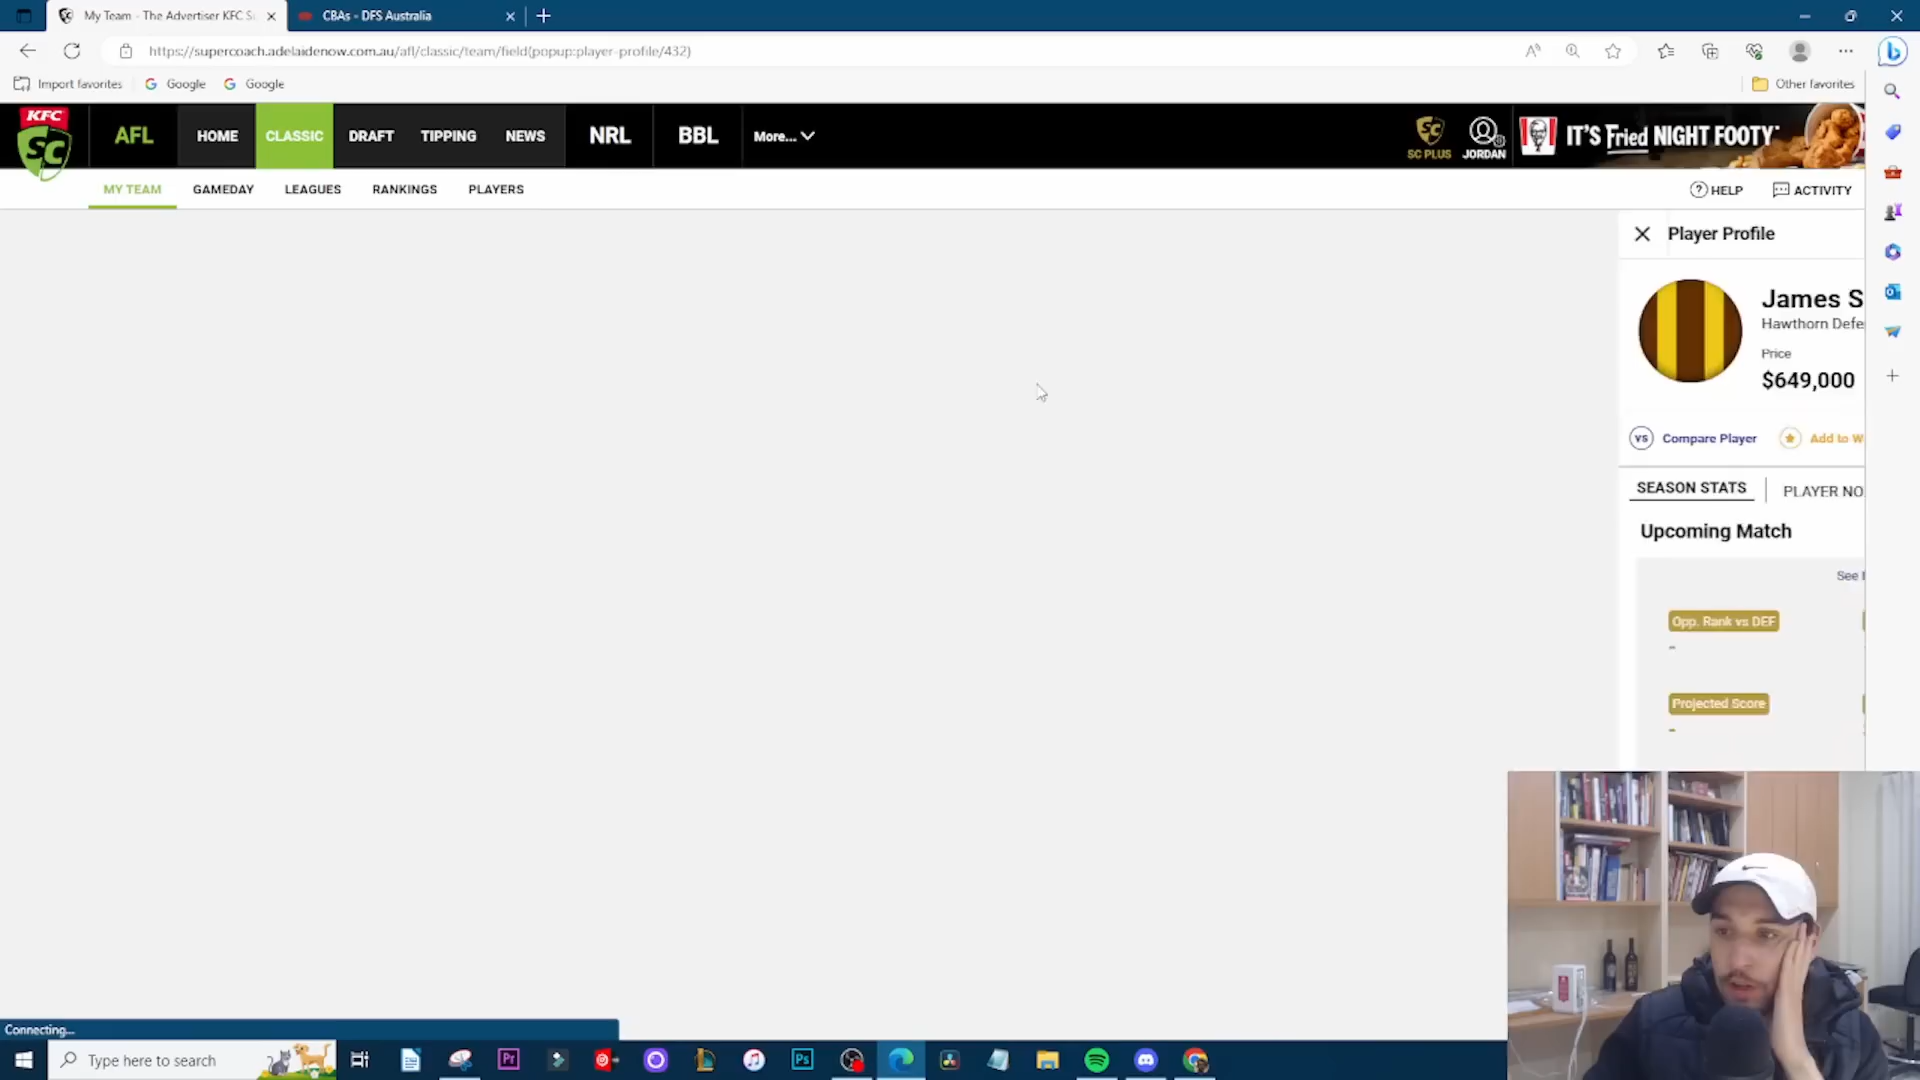 My Team - The Advertiser KFC S
CBAs - DFS Australia
https://supercoach.adelaidenow.com.au/afl/classic/team/field(popup:player-profile/432)
Import favorites
Google
Google
Other favorites
KFC
SC
AFL
HOME
CLASSIC
DRAFT
TIPPING
NEWS
NRL
BBL
More...
SC PLUS
JORDAN
IT'S Fried NIGHT FOOTY
MY TEAM
GAMEDAY
LEAGUES
RANKINGS
PLAYERS
HELP
ACTIVITY
Player Profile
James S
Hawthorn Defe
Price
$649,000
VS Compare Player
Add to W
SEASON STATS
PLAYER NO
Upcoming Match
See
Opp. Rank vs DEF
-
Projected Score
-
Connecting...
Type here to search
Pr
Ps